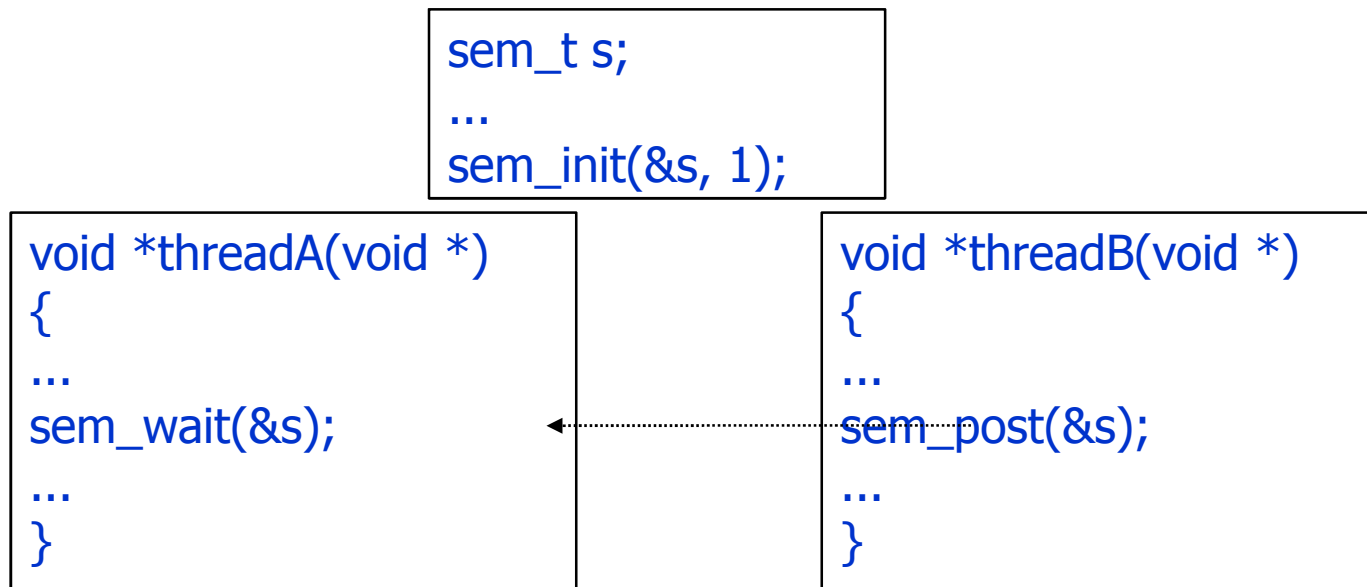 sem_t s;
...
sem_init(&s, 1);
void *threadA(void *)
{
...
sem_wait(&s);
...
}
void *threadB(void *)
{
...
sem_post(&s);
...
}